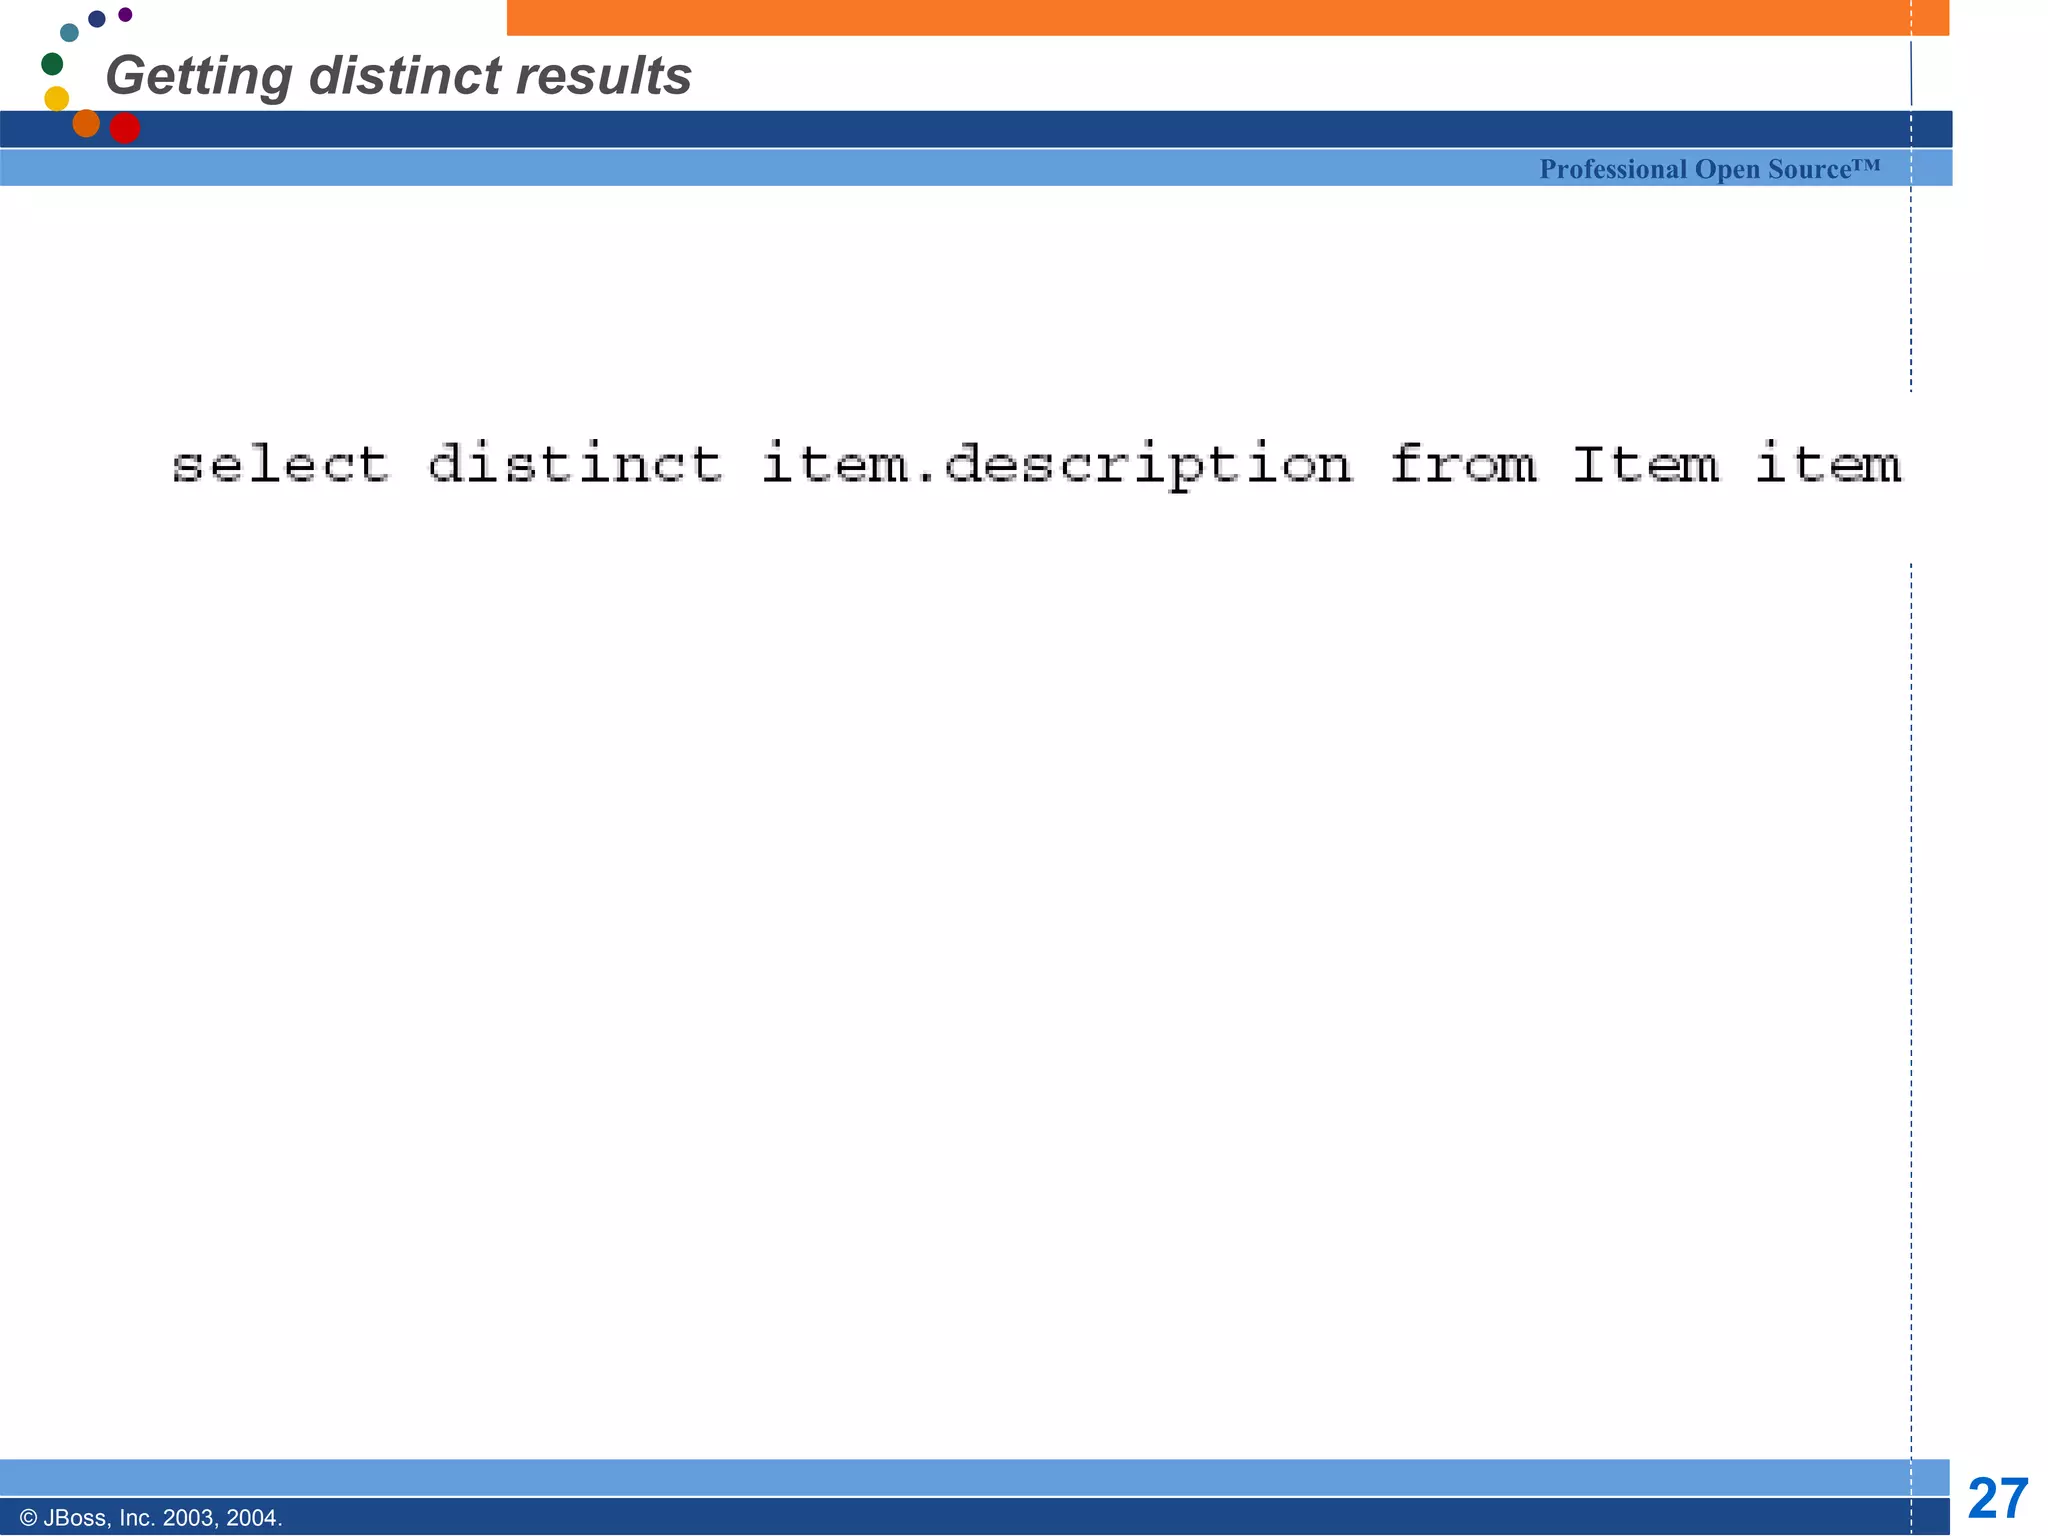 Getting distinct results
Professional Open Source™
select distinct item.description from Item item
© JBoss, Inc. 2003, 2004.
27